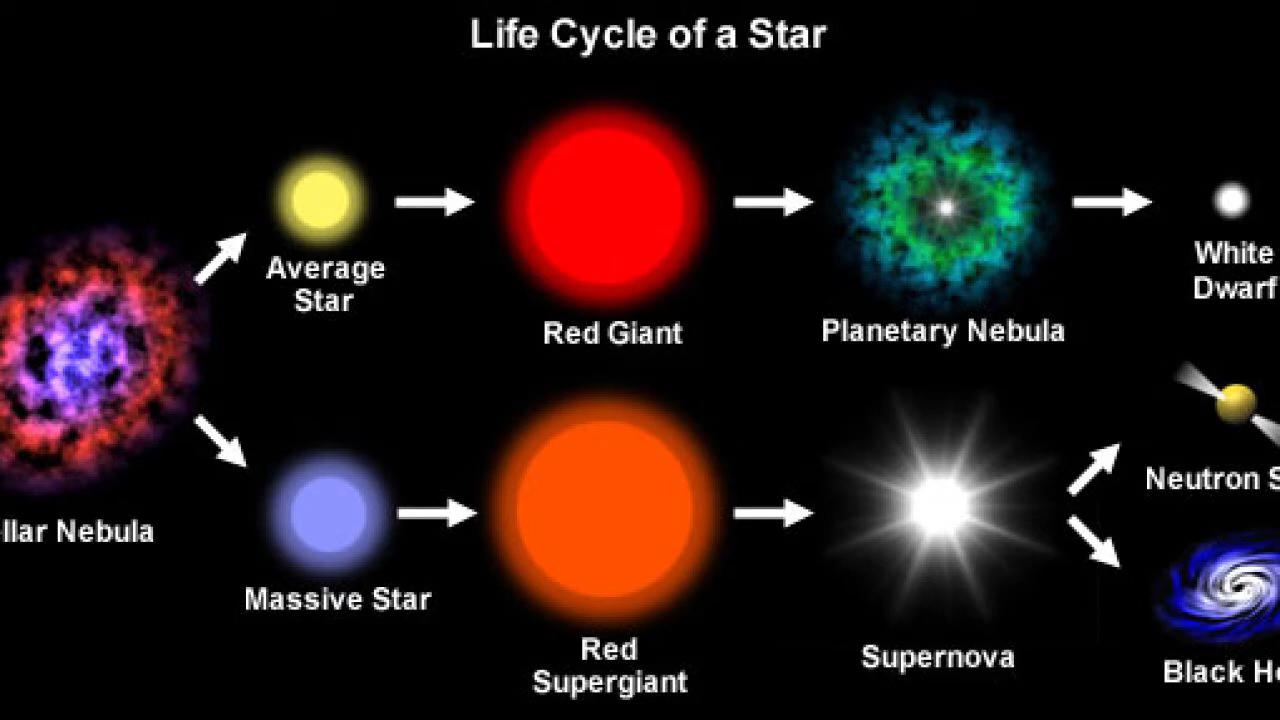 Life Cycle of a Star
Average
Star
Red Giant
Planetary Nebula
White
Dwarf
llar Nebula
Massive Star
Red
Supergiant
Supernova
Neutron S
Black H